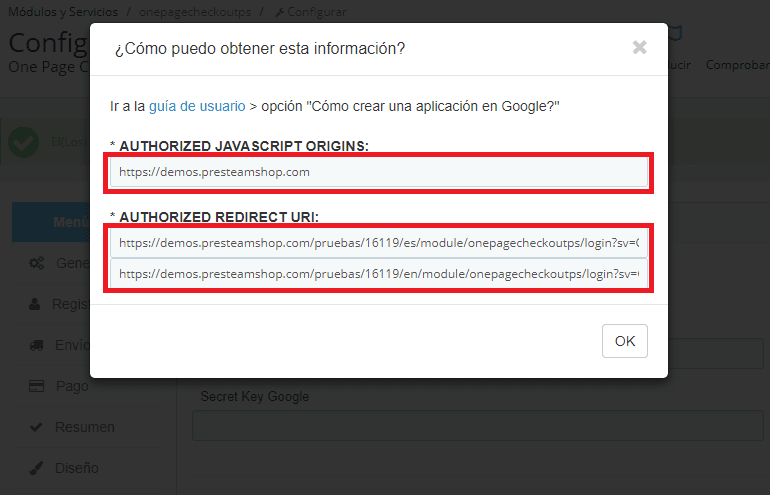 Módulos y Servicios / onepagecheckoutps / Configurar
¿Cómo puedo obtener esta información?
Ir a la guía de usuario > opción "Cómo crear una aplicación en Google?"
* AUTHORIZED JAVASCRIPT ORIGINS:
https://demos.presteamshop.com
* AUTHORIZED REDIRECT URI:
https://demos.presteamshop.com/pruebas/16119/es/module/onepagecheckoutps/login?sv=
https://demos.presteamshop.com/pruebas/16119/en/module/onepagecheckoutps/login?sv=
OK
Config
One Page C
ucir
Comprobar
Menú
Gene
Regis
Envío
Pago
Resumen
Diseño
Secret Key Google